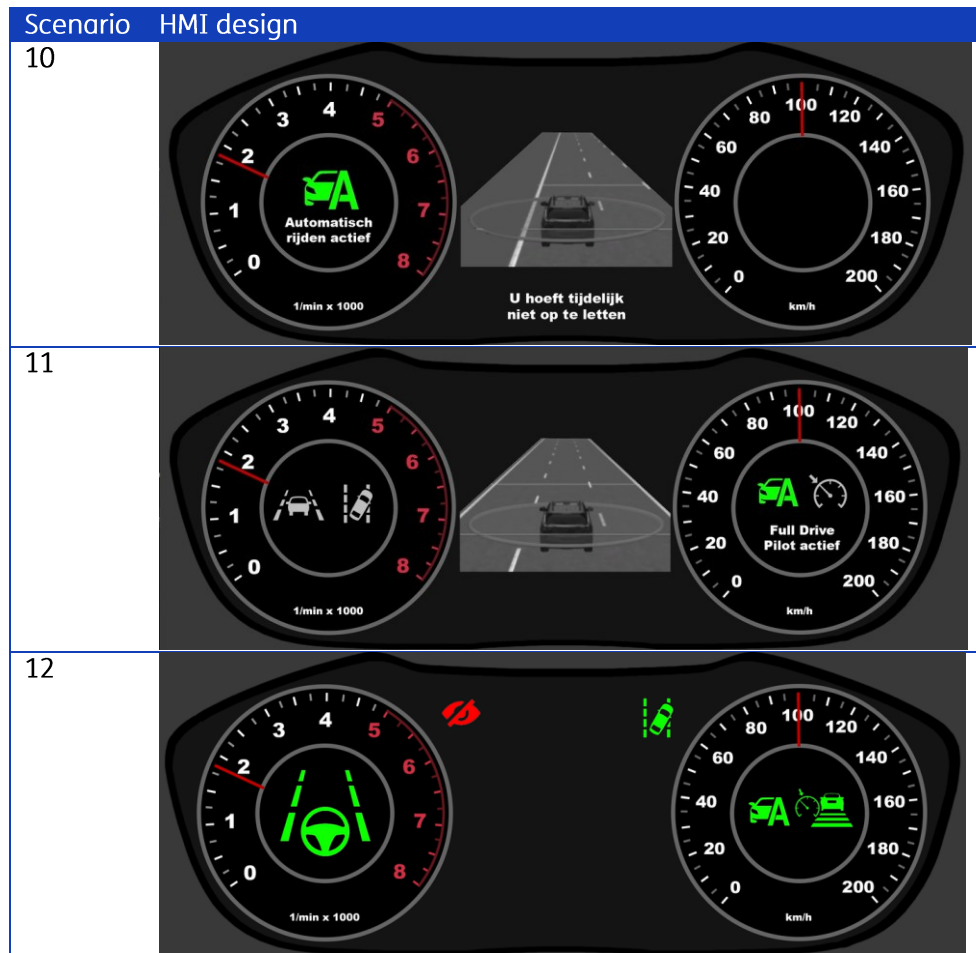 Scenario HMI design
10
0 1 2 3 4 5 6 7 8
Automatisch
rijden actief
1/min x 1000
U hoeft tijdelijk
niet op te letten
0 20 40 60 80 100 120 140 160 180 200
km/h
11
0 1 2 3 4 5 6 7 8
1/min x 1000
0 20 40 60 80 100 120 140 160 180 200
A
Full Drive
Pilot actief
km/h
12
0 1 2 3 4 5 6 7 8
1/min x 1000
0 20 40 60 80 100 120 140 160 180 200
A
km/h